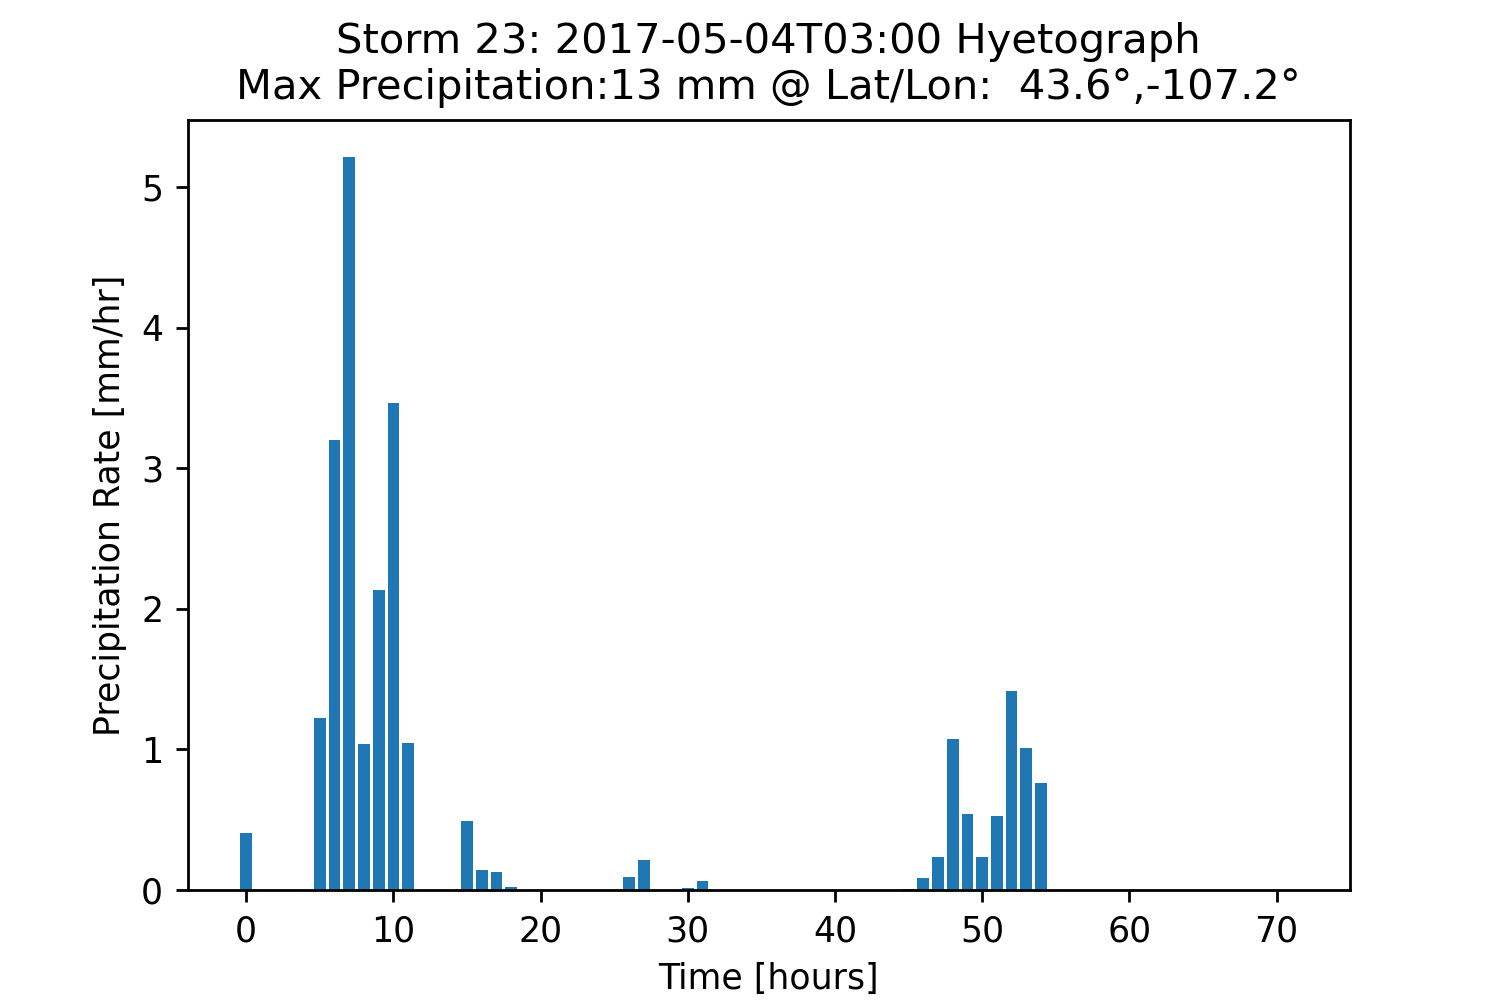 Storm 23: 2017-05-04T03:00 Hyetograph
Max Precipitation:13 mm @ Lat/Lon:  43.6°,-107.2°
Precipitation Rate [mm/hr]
5
4
3
2
1
0
0 10 20 30 40 50 60 70
Time [hours]